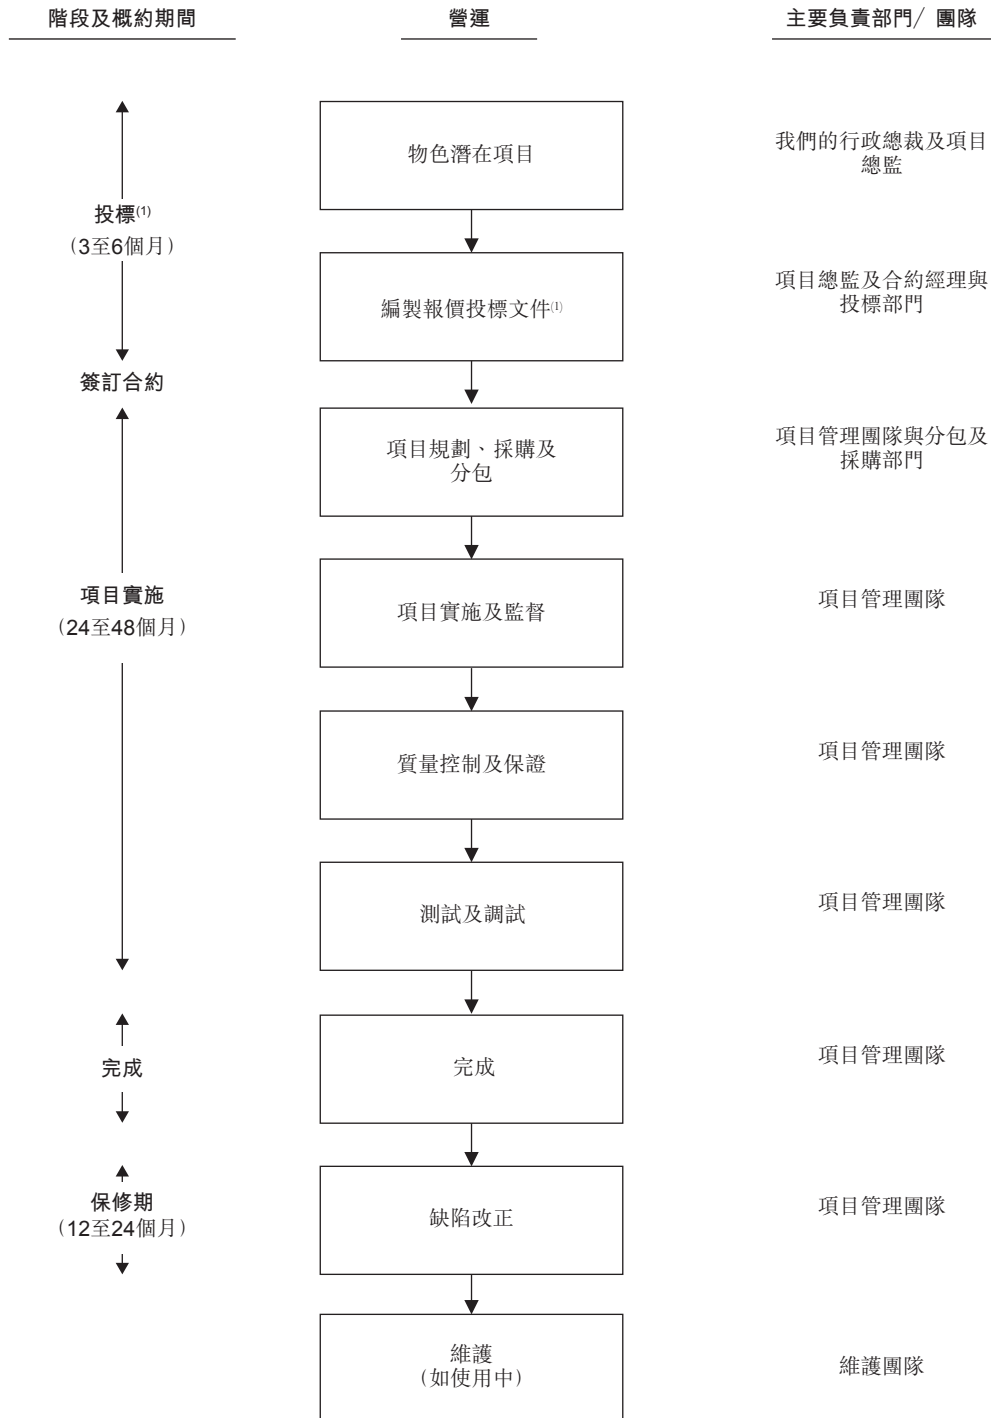 階段及概約期間
營運
主要負責部門/ 團隊
物色潛在項目
我們的行政總裁及項目
總監
投標(1)
（3至6個月）
編製報價投標文件(1)
項目總監及合約經理與
投標部門
簽訂合約
項目規劃、採購及
分包
項目管理團隊與分包及
採購部門
項目實施
（24至48個月）
項目實施及監督
項目管理團隊
質量控制及保證
項目管理團隊
測試及調試
項目管理團隊
完成
完成
項目管理團隊
保修期
（12至24個月）
缺陷改正
項目管理團隊
維護
（如使用中）
維護團隊